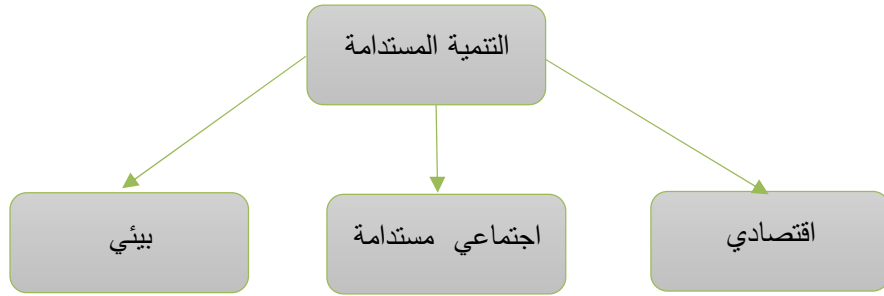 التنمية المستدامة
اقتصادي
اجتماعي مستدامة
بيئي